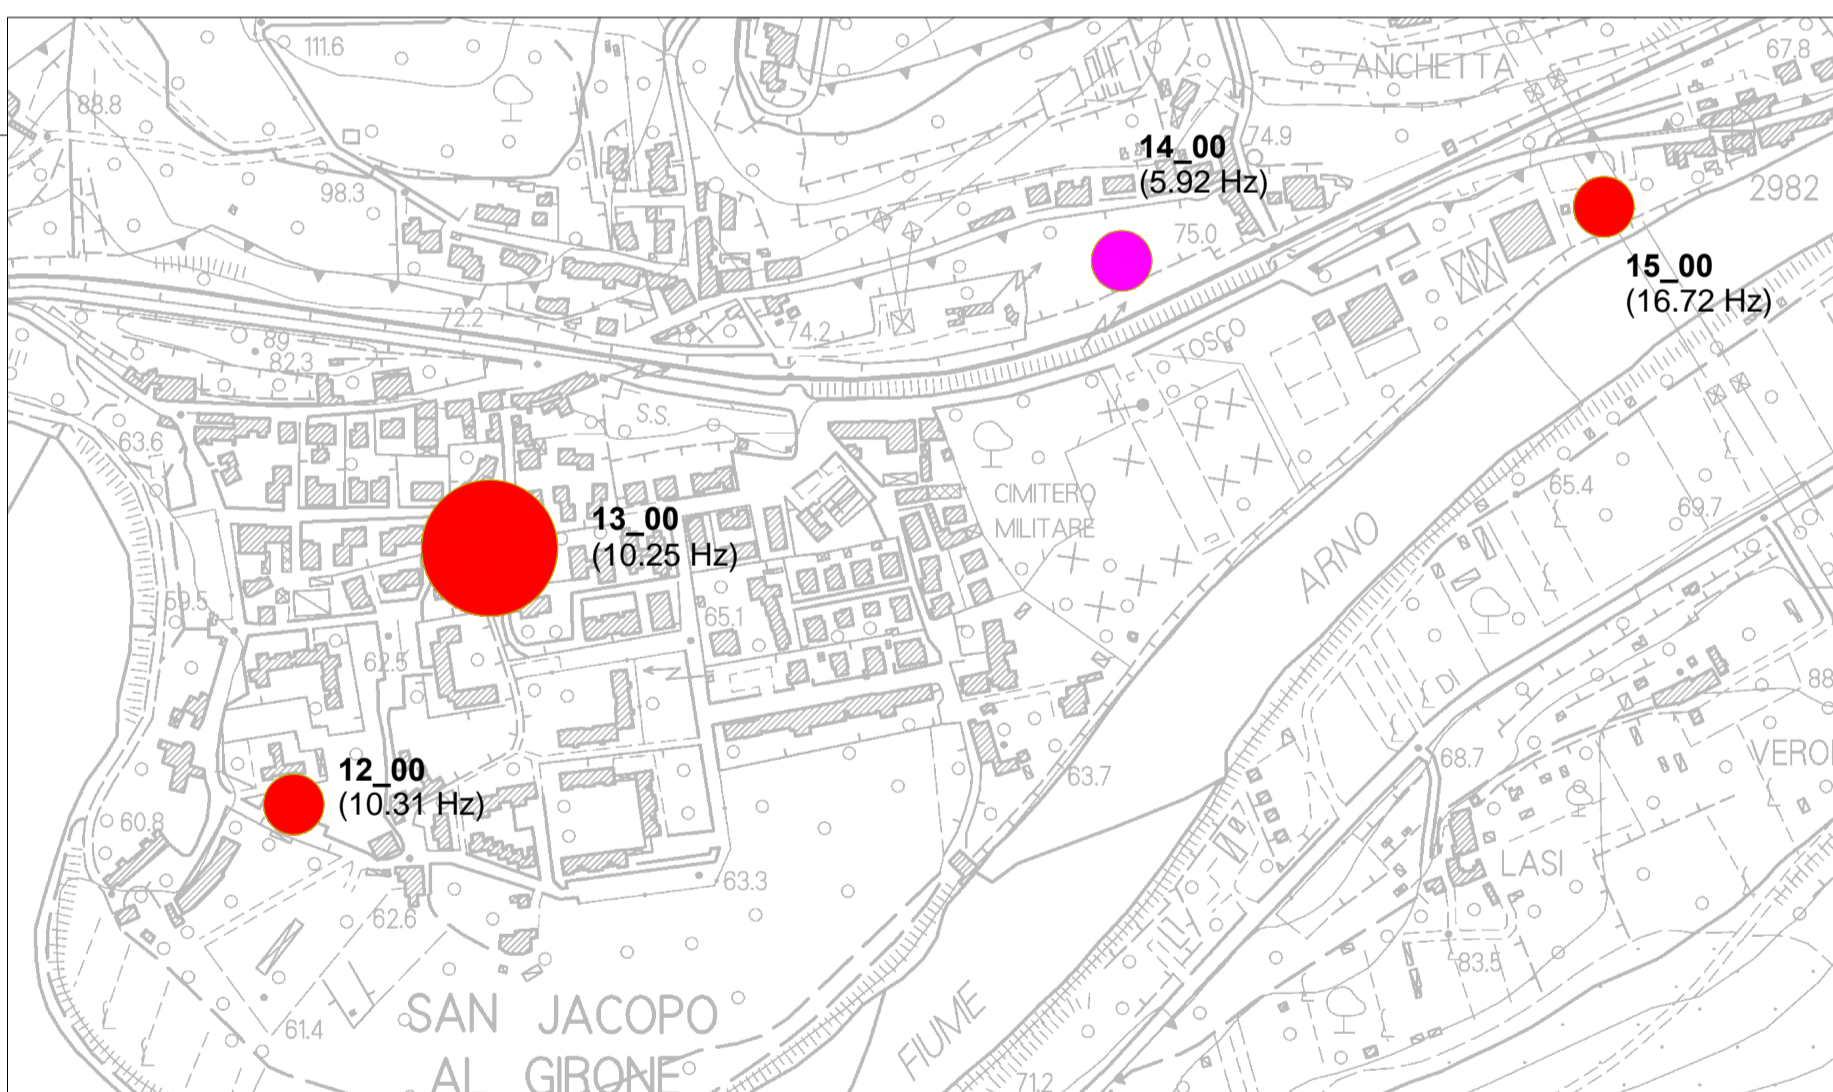 111.6
ANCHETTA
67.8
88.8
14_00
(5.92 Hz)
74.9
98.3
2982
75.0
15_00
(16.72 Hz)
72.2
74.2
TOSCO
89
82.3
S.S.
63.6
CIMITERO
MILITARE
65.4
69.7
13_00
(10.25 Hz)
ARNO
59.5
65.1
62.5
DI
88
VERO
63.7
68.7
12_00
(10.31 Hz)
60.8
LASI
63.3
62.6
83.5
SAN JACOPO
AL GIRONE
61.4
FIUME
71.2